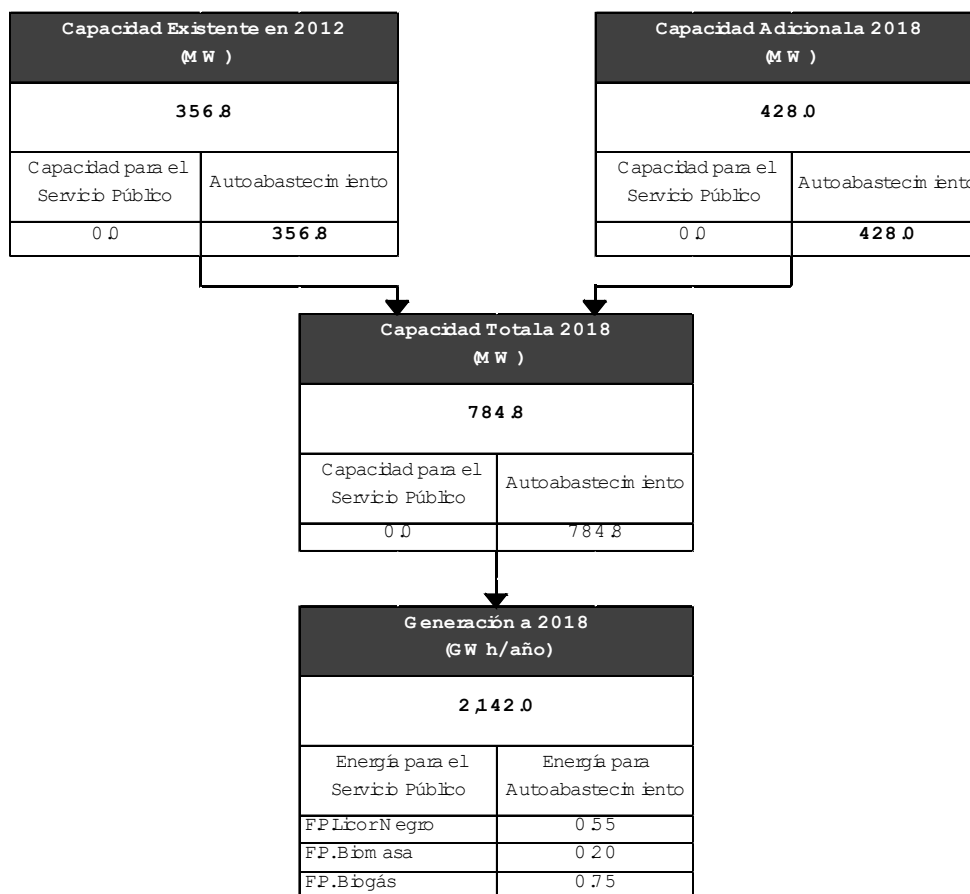 Capacidad Existente en 2012
(MW)
356.8
Capacidad para el
Servicio Público
Autoabastecimiento
0.0
356.8
Capacidad Adicional a 2018
(MW)
428.0
Capacidad para el
Servicio Público
Autoabastecimiento
0.0
428.0
Capacidad Total a 2018
(MW)
784.8
Capacidad para el
Servicio Público
Autoabastecimiento
0.0
784.8
Generación a 2018
(GWh/año)
2,142.0
Energía para el
Servicio Público
Energía para
Autoabastecimiento
F.P.Licor Negro
0.55
F.P.Biomasa
0.20
F.P.Biogás
0.75